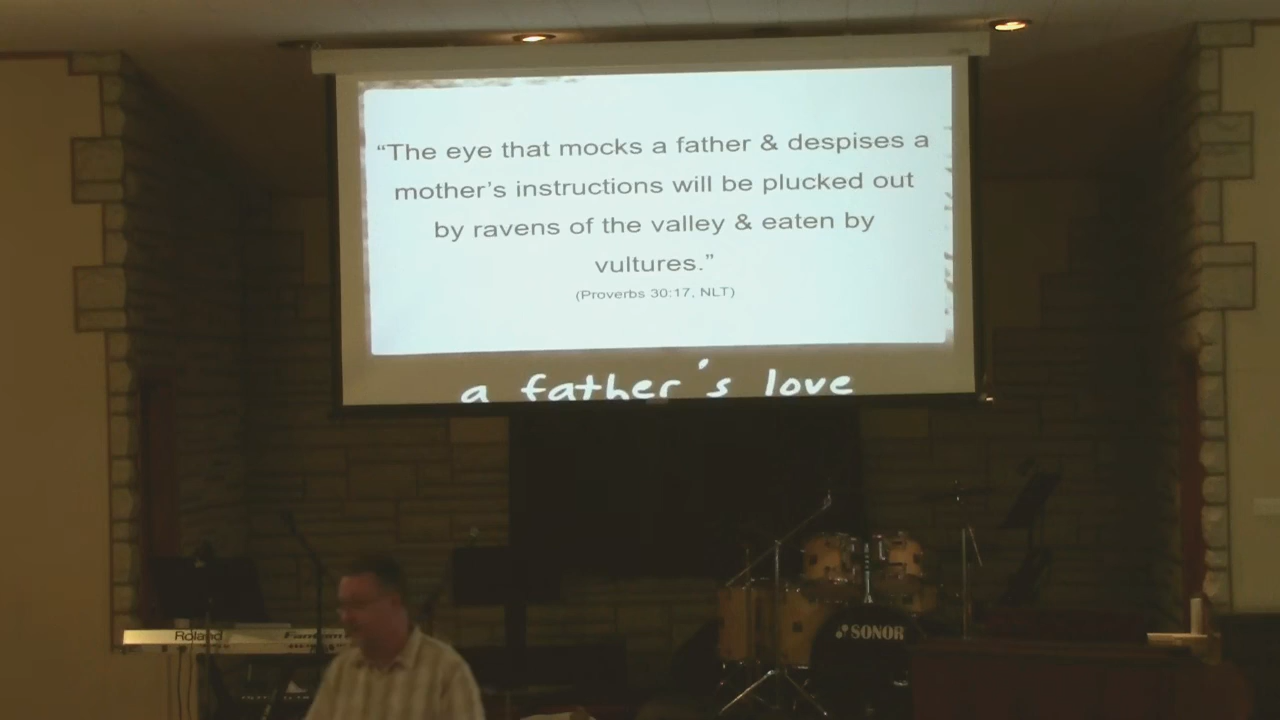 “The eye that mocks a father & despises a
mother’s instructions will be plucked out
by ravens of the valley & eaten by
vultures.”
(Proverbs 30:17, NLT)
a father's love
Roland
Fantom
SONOR